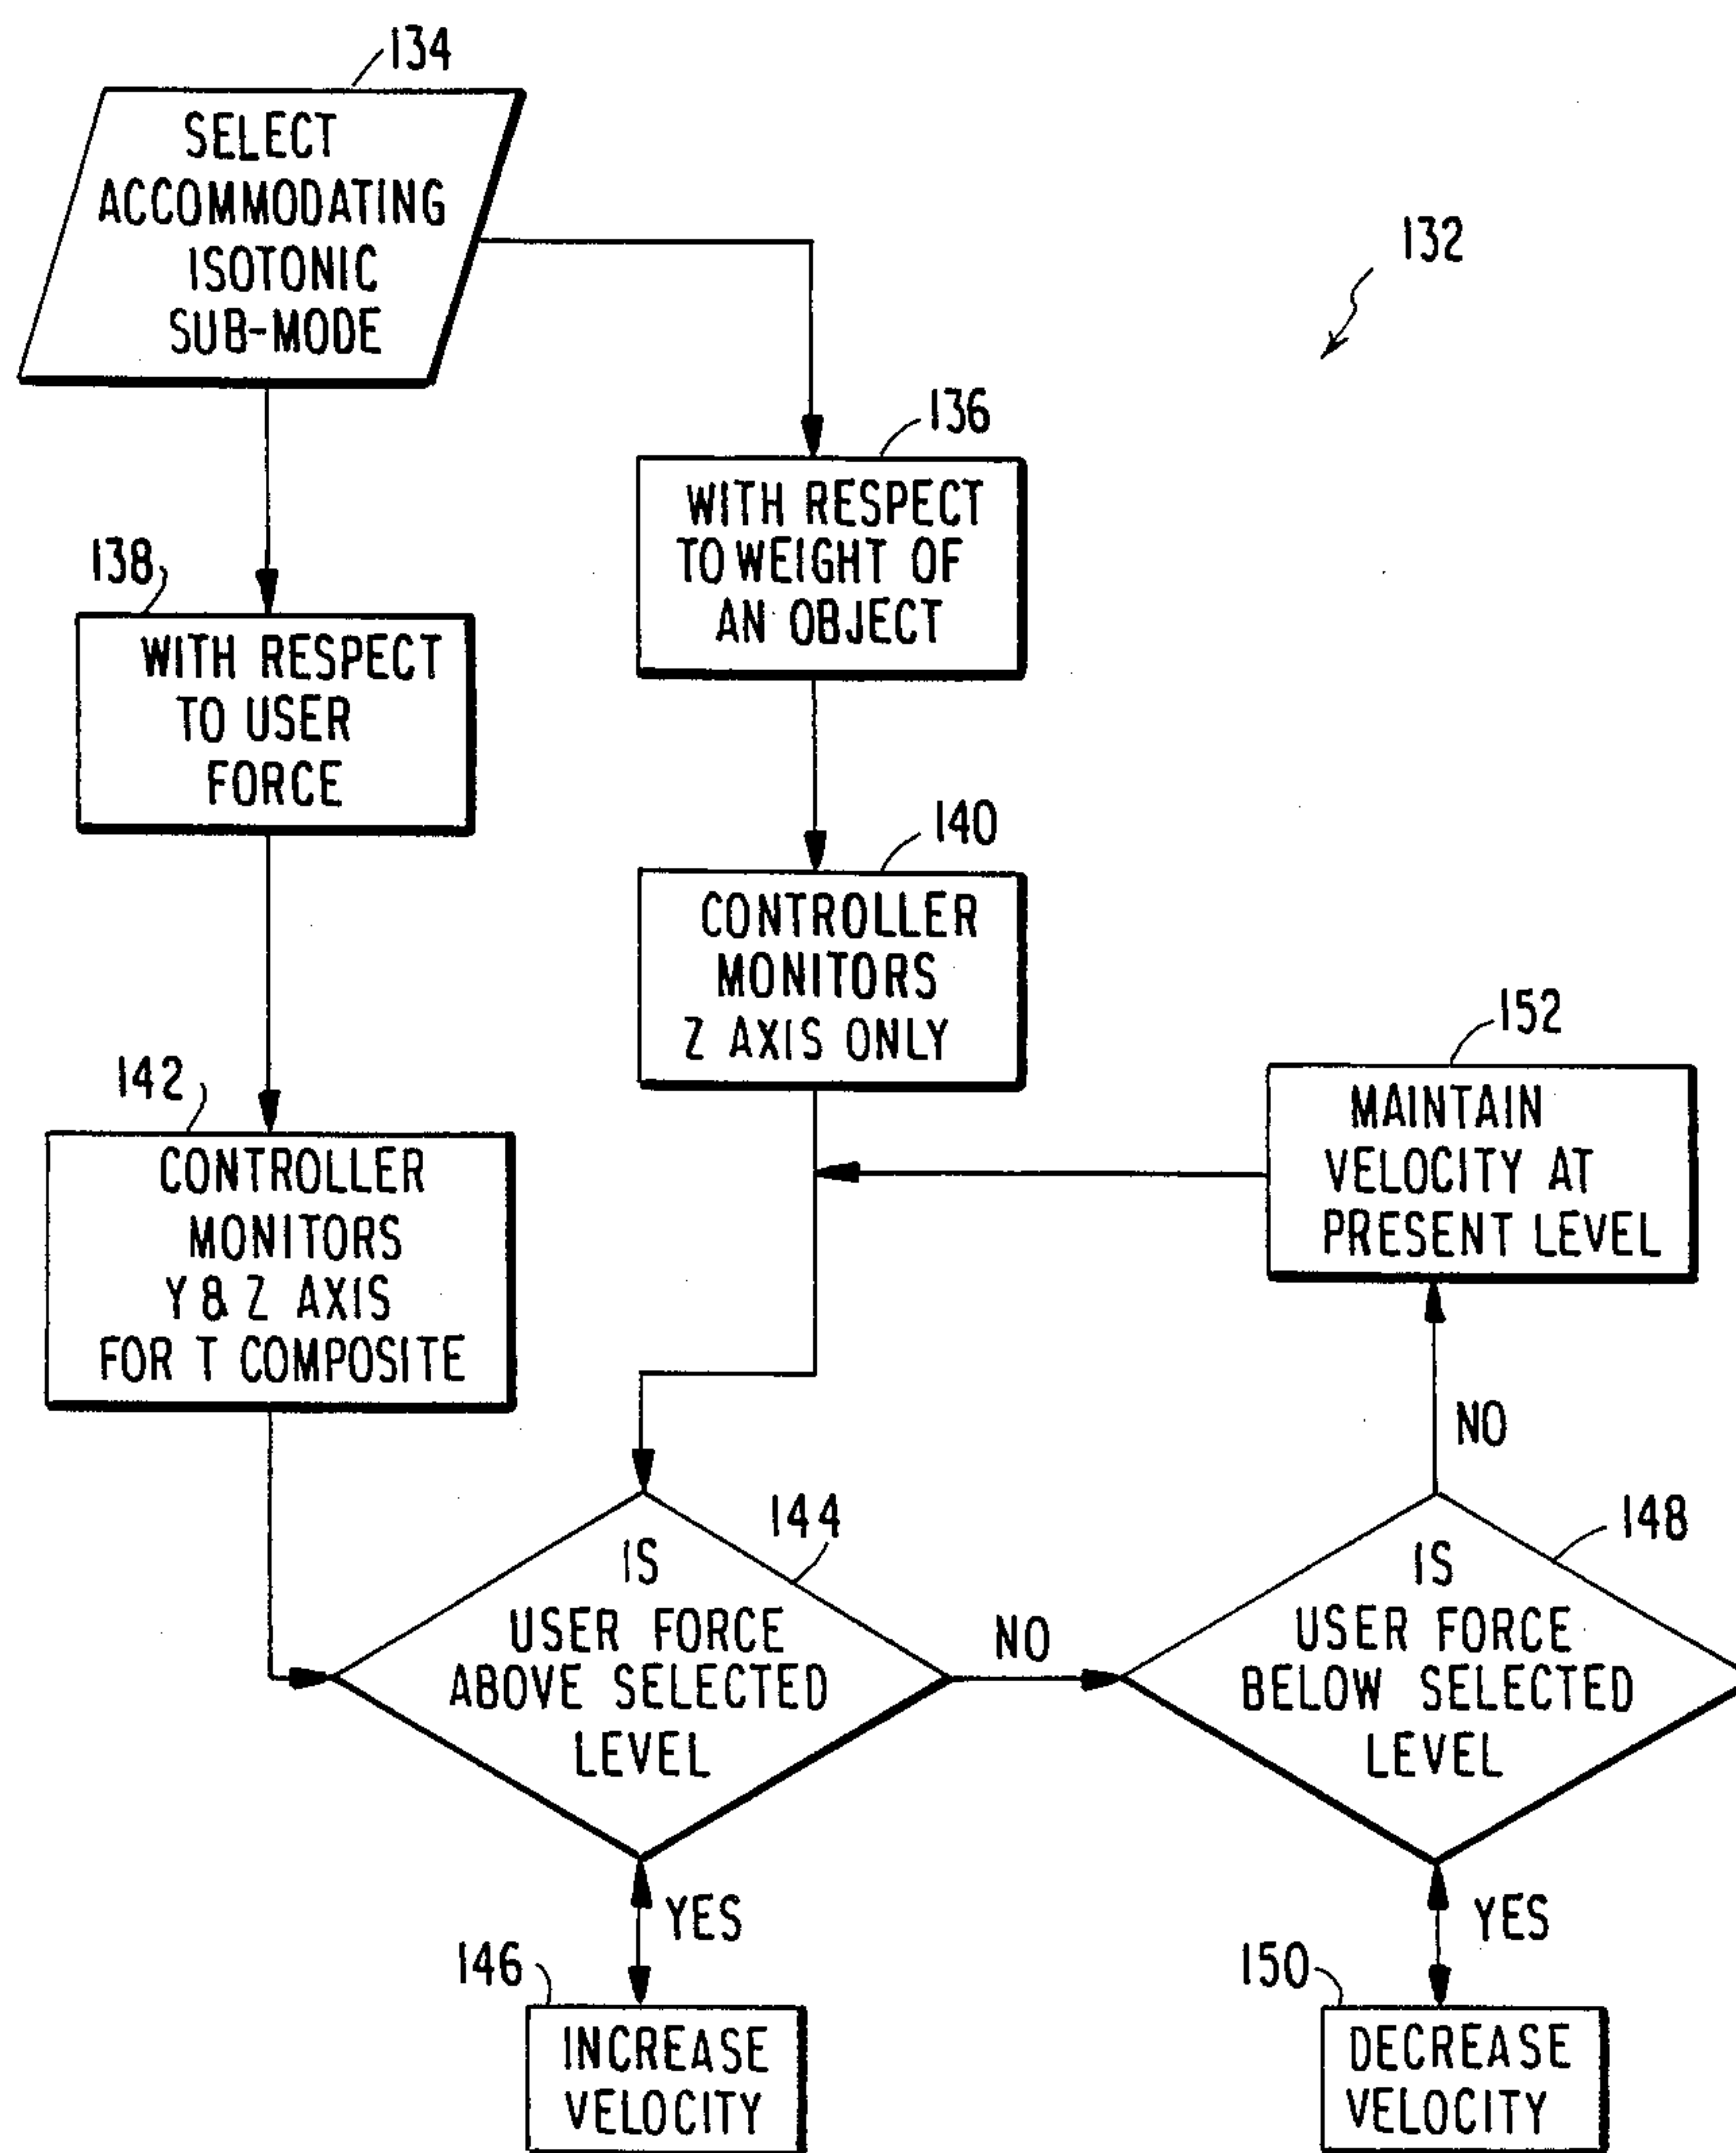 134
SELECT
ACCOMMODATING
ISOTONIC
SUB-MODE
132
136
WITH RESPECT
TO WEIGHT OF
AN OBJECT
138
WITH RESPECT
TO USER
FORCE
140
CONTROLLER
MONITORS
Z AXIS ONLY
142
CONTROLLER
MONITORS
Y & Z AXIS
FOR T COMPOSITE
152
MAINTAIN
VELOCITY AT
PRESENT LEVEL
NO
144
IS
USER FORCE
ABOVE SELECTED
LEVEL
NO
148
IS
USER FORCE
BELOW SELECTED
LEVEL
YES
146
INCREASE
VELOCITY
YES
150
DECREASE
VELOCITY